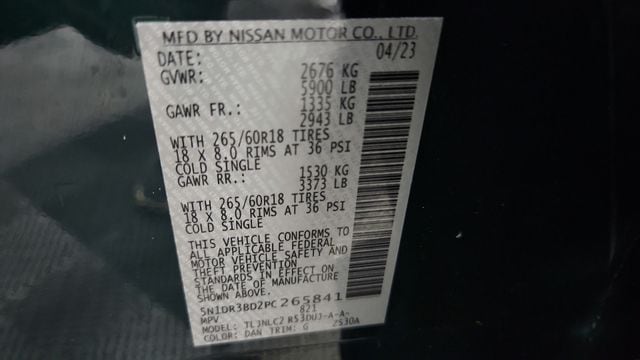 MFD BY NISSAN MOTOR CO., LTD.
DATE: 04/23
GVWR: 2676 KG
5900 LB
GAWR FR.: 1335 KG
2943 LB
WITH 265/60R18 TIRES
18 X 8.0 RIMS AT 36 PSI
COLD SINGLE
GAWR RR.: 1530 KG
3373 LB
WITH 265/60R18 TIRES
18 X 8.0 RIMS AT 36 PSI
COLD SINGLE
THIS VEHICLE CONFORMS TO
ALL APPLICABLE FEDERAL
MOTOR VEHICLE SAFETY AND
THEFT PREVENTION
STANDARDS IN EFFECT ON
THE DATE OF MANUFACTURE
SHOWN ABOVE.
5N1DR3BD2PC265841
MPV 821
MODEL: TLJNLC2 R53DUJ-A-A-
COLOR: DAN TRIM: G 2530A